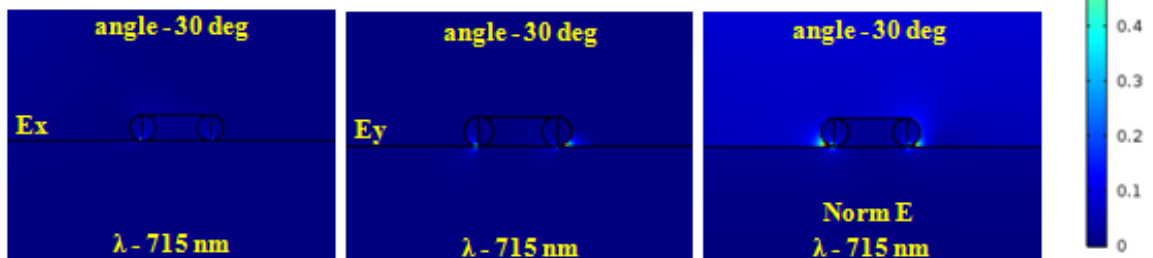 angle - 30 deg
Ex
λ - 715 nm
angle - 30 deg
Ey
λ - 715 nm
angle - 30 deg
Norm E
λ - 715 nm
0.4
0.3
0.2
0.1
0